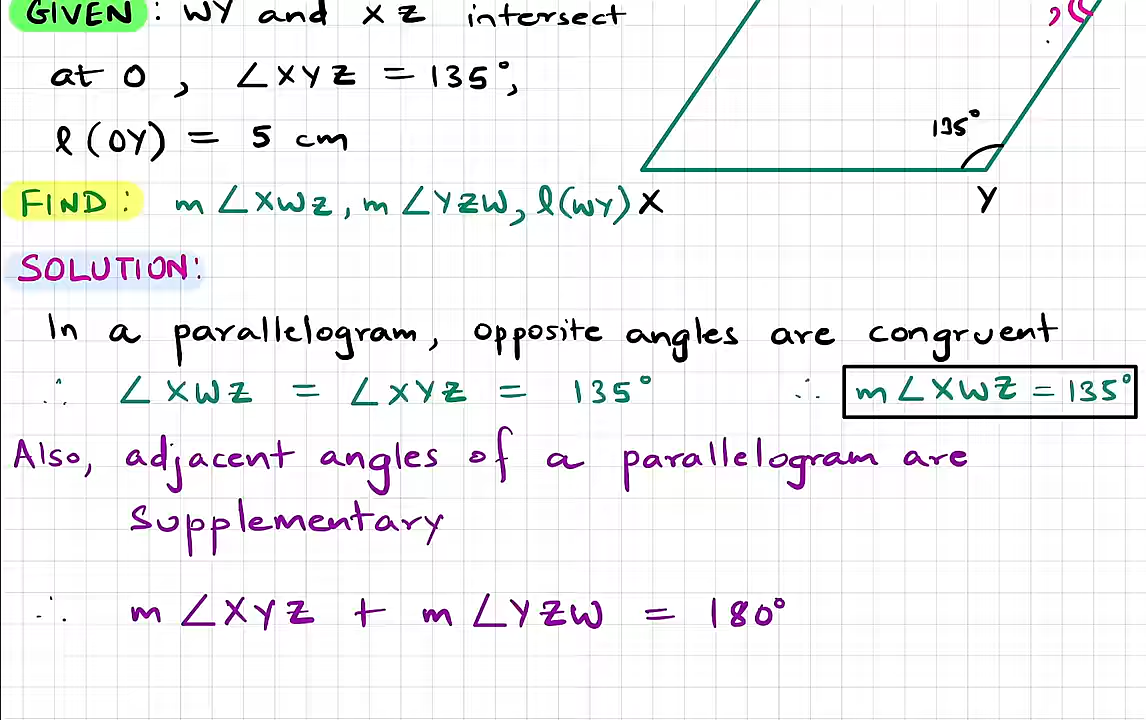 GIVEN: WY and XZ intersect
at O, ∠XYZ = 135°,
135°
l(OY) = 5 cm
FIND: m∠XWZ, m∠YZW, l(WY)
X
Y
SOLUTION:
In a parallelogram, opposite angles are congruent
∴ ∠XWZ = ∠XYZ = 135° ∴ m∠XWZ = 135°
Also, adjacent angles of a parallelogram are
supplementary
∴ m∠XYZ + m∠YZW = 180°